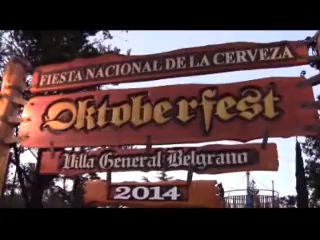 FIESTA NACIONAL DE LA CERVEZA
Oktoberfest
Villa General Belgrano
2014